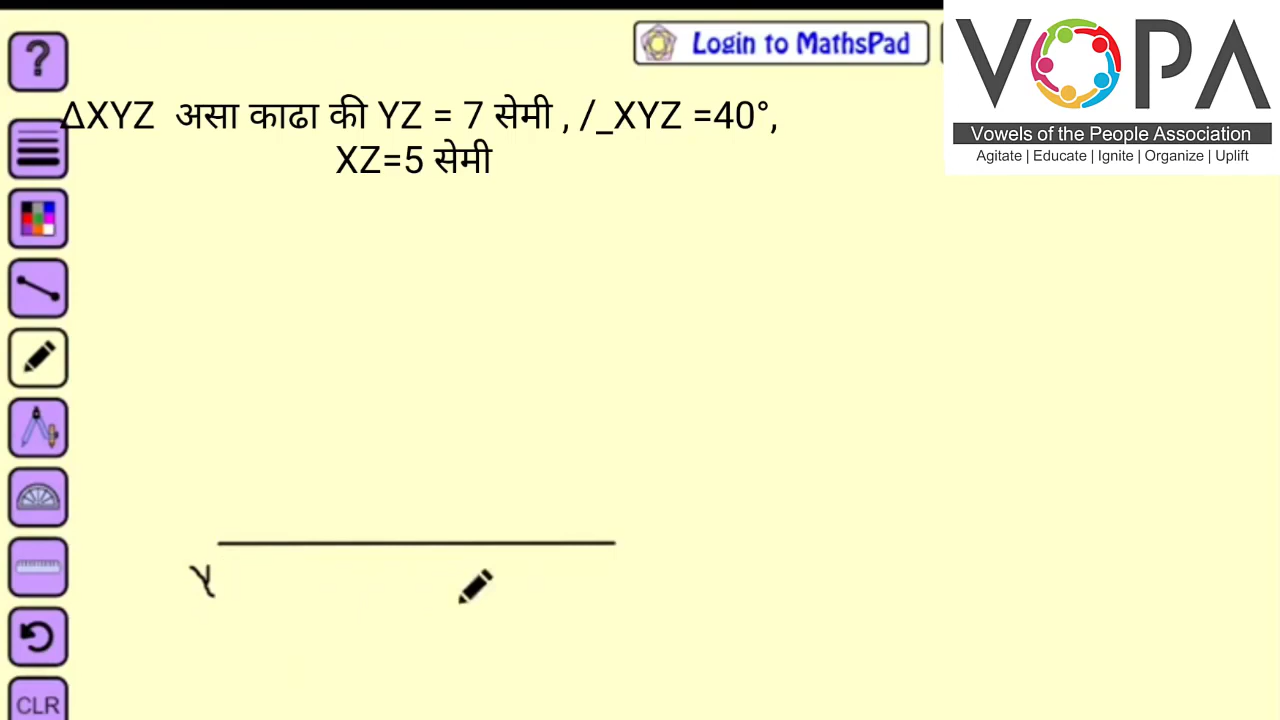 ?
Login to MathsPad
VOPA
Vowels of the People Association
Agitate | Educate | Ignite | Organize | Uplift
ΔXYZ असा काढा की YZ = 7 सेमी , /_XYZ =40°,
XZ=5 सेमी
Y
CLR